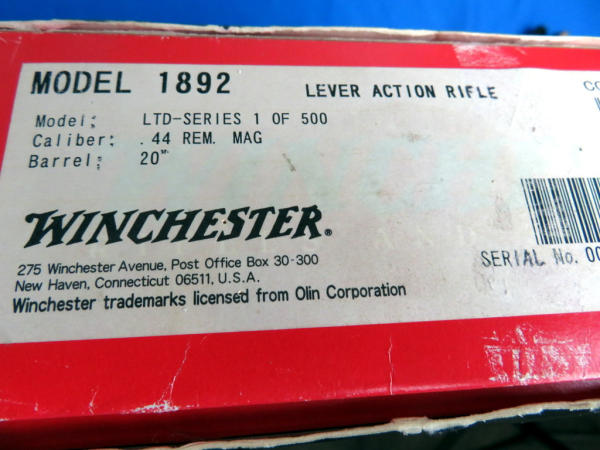 MODEL 1892 LEVER ACTION RIFLE
Model: LTD-SERIES 1 OF 500
Caliber: .44 REM. MAG
Barrel: 20"
WINCHESTER®
275 Winchester Avenue, Post Office Box 30-300
New Haven, Connecticut 06511, U.S.A.
Winchester trademarks licensed from Olin Corporation
SERIAL No. 00